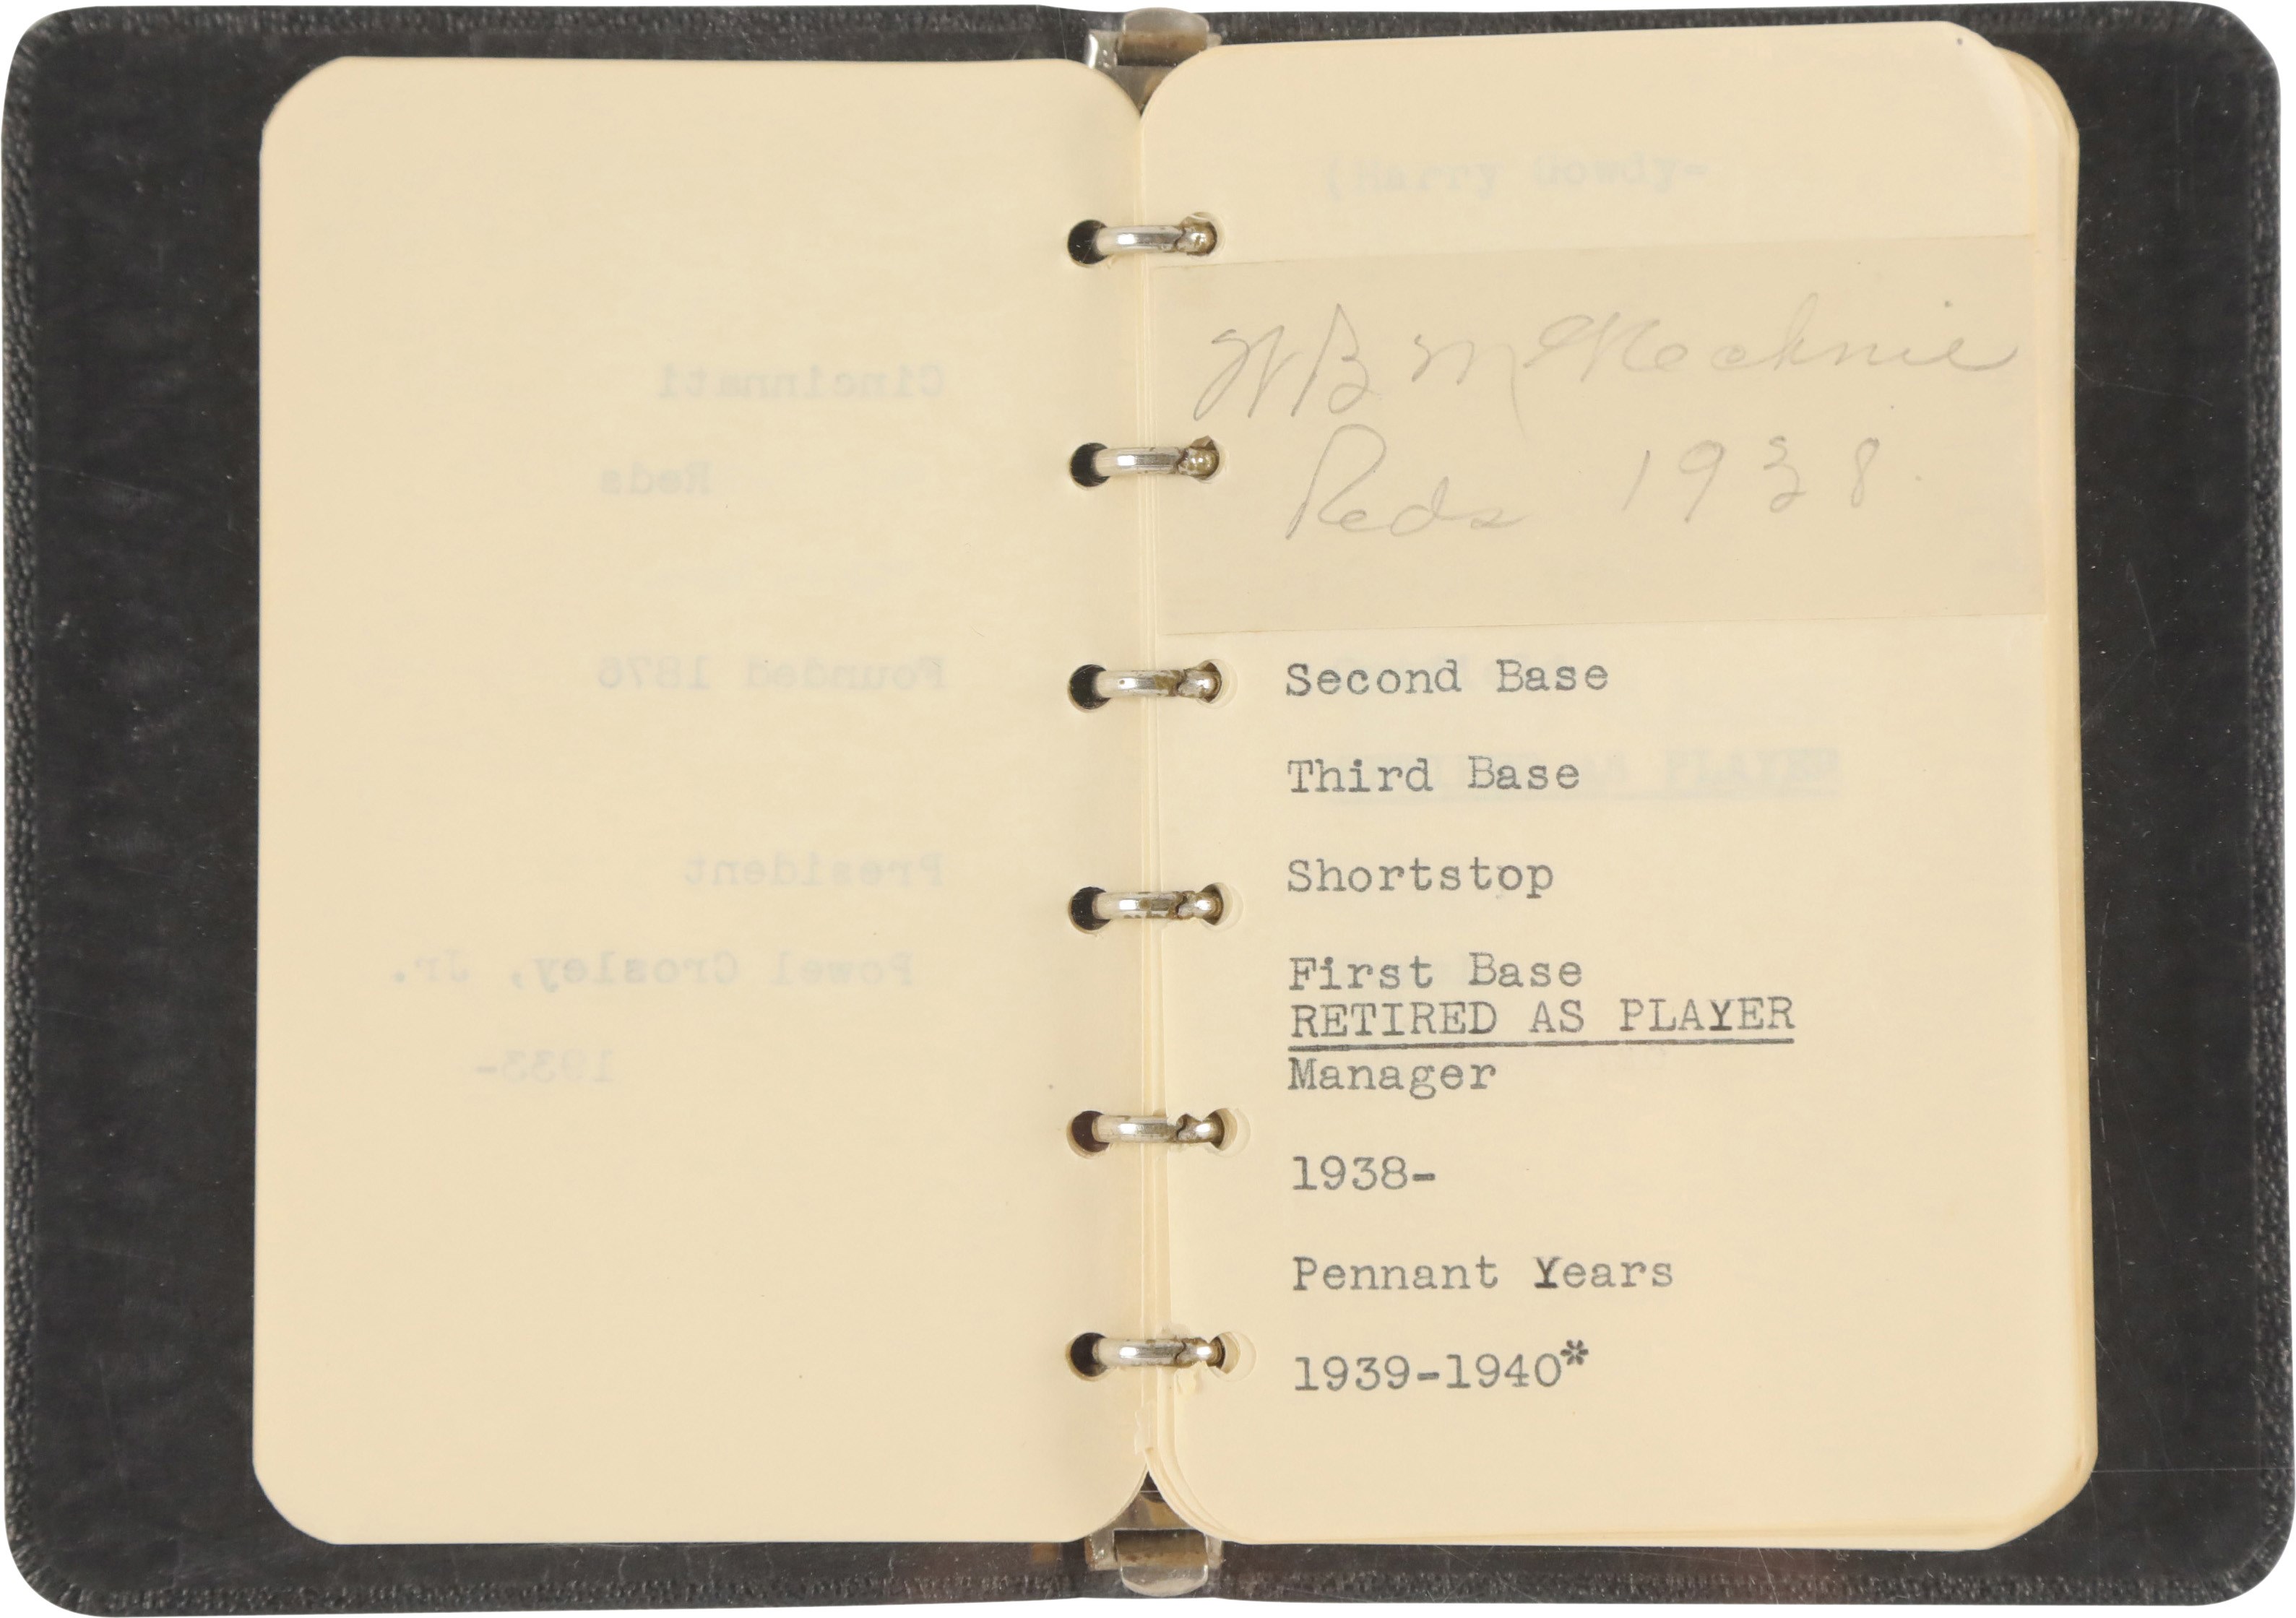 Cincinnati
Reds
Founded 1876
President
Powel Crosley, Jr.
1933-
(Harry Gowdy-
W B McKechnie
Reds 1938.
Second Base
Third Base
Shortstop
First Base
RETIRED AS PLAYER
Manager
1938-
Pennant Years
1939-1940*